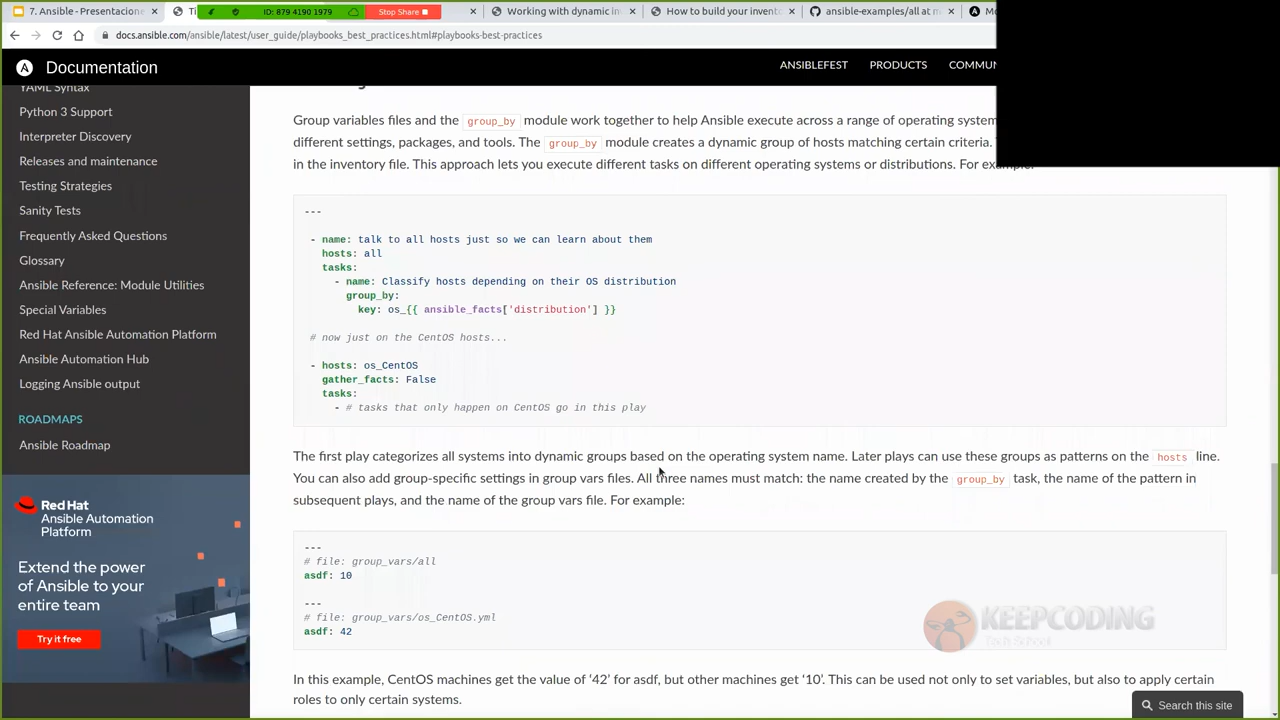 7. Ansible - Presentacione
Ti
ID: 879 4190 1979
Stop Share
Working with dynamic in
How to build your invent
ansible-examples/all at m
Mo
docs.ansible.com/ansible/latest/user_guide/playbooks_best_practices.html#playbooks-best-practices
A Documentation
ANSIBLEFEST PRODUCTS COMMUN
YAML Syntax
Python 3 Support
Interpreter Discovery
Releases and maintenance
Testing Strategies
Sanity Tests
Frequently Asked Questions
Glossary
Ansible Reference: Module Utilities
Special Variables
Red Hat Ansible Automation Platform
Ansible Automation Hub
Logging Ansible output
ROADMAPS
Ansible Roadmap
Red Hat
Ansible Automation
Platform
Extend the power
of Ansible to your
entire team
Try it free
Group variables files and the group_by module work together to help Ansible execute across a range of operating system
different settings, packages, and tools. The group_by module creates a dynamic group of hosts matching certain criteria.
in the inventory file. This approach lets you execute different tasks on different operating systems or distributions. For example:
---
- name: talk to all hosts just so we can learn about them
hosts: all
tasks:
- name: Classify hosts depending on their OS distribution
group_by:
key: os_{{ ansible_facts['distribution'] }}
# now just on the CentOS hosts...
- hosts: os_CentOS
gather_facts: False
tasks:
- # tasks that only happen on CentOS go in this play
The first play categorizes all systems into dynamic groups based on the operating system name. Later plays can use these groups as patterns on the hosts line.
You can also add group-specific settings in group vars files. All three names must match: the name created by the group_by task, the name of the pattern in
subsequent plays, and the name of the group vars file. For example:
---
# file: group_vars/all
asdf: 10
---
# file: group_vars/os_CentOS.yml
asdf: 42
KEEPCODING
Tech School
In this example, CentOS machines get the value of ‘42’ for asdf, but other machines get ‘10’. This can be used not only to set variables, but also to apply certain
roles to only certain systems.
Search this site